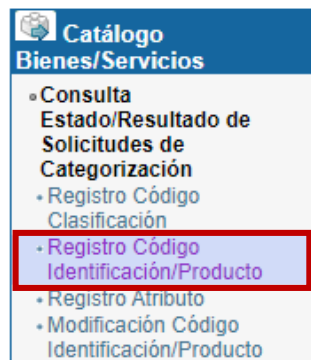 Catálogo
Bienes/Servicios
Consulta
Estado/Resultado de
Solicitudes de
Categorización
Registro Código
Clasificación
Registro Código
Identificación/Producto
Registro Atributo
Modificación Código
Identificación/Producto